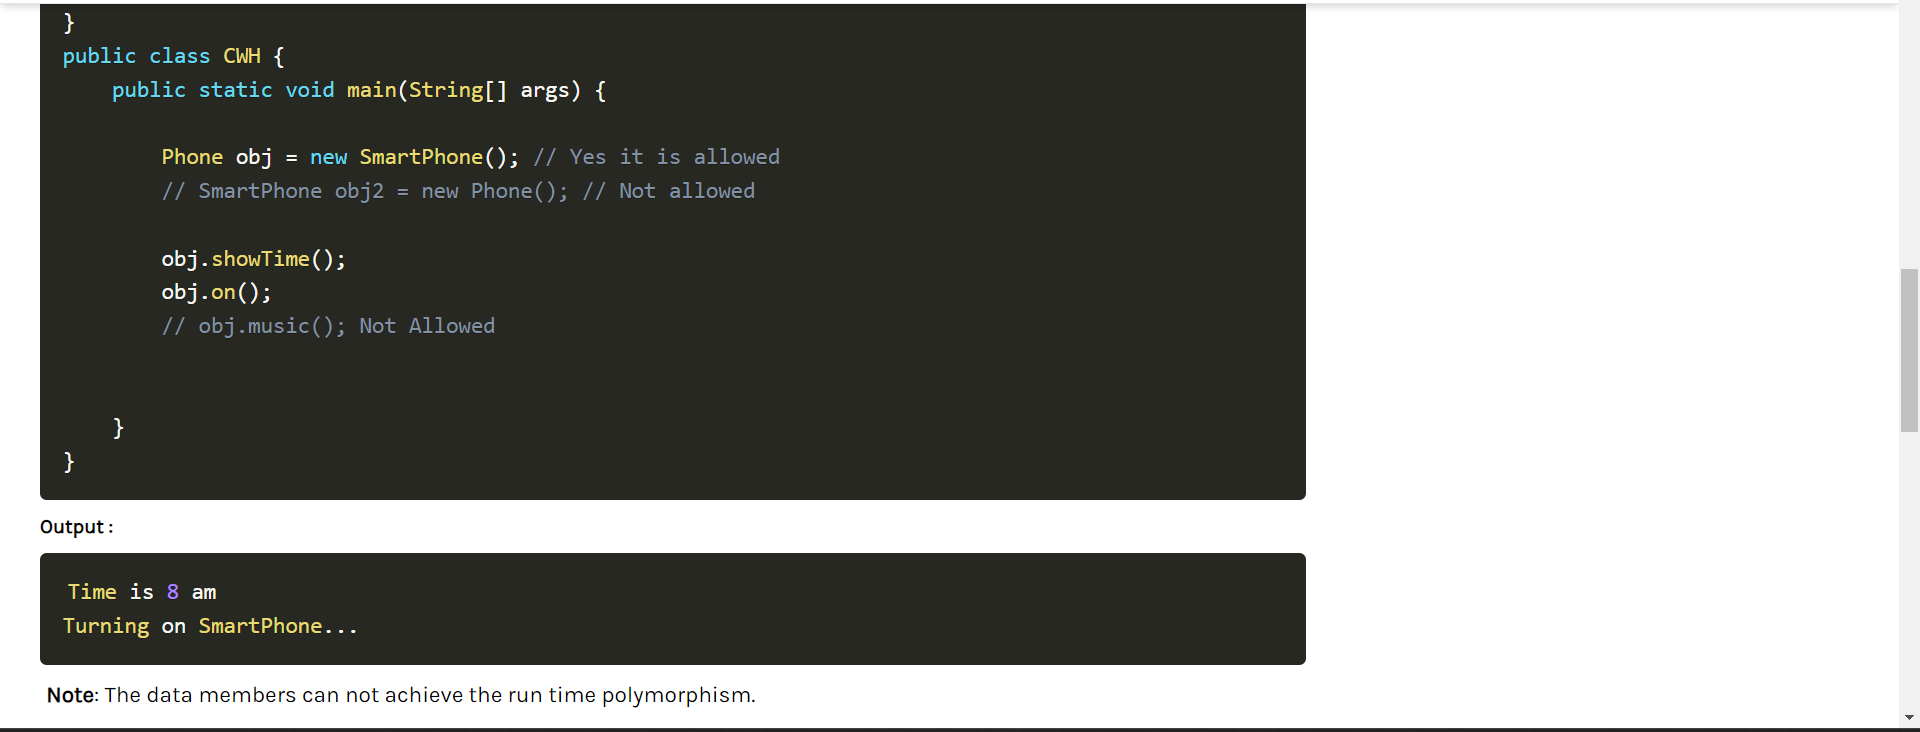 }
public class CWH {
    public static void main(String[] args) {
        Phone obj = new SmartPhone(); // Yes it is allowed
        // SmartPhone obj2 = new Phone(); // Not allowed
        obj.showTime();
        obj.on();
        // obj.music(); Not Allowed
    }
}
Output:
Time is 8 am
Turning on SmartPhone...
Note: The data members can not achieve the run time polymorphism.